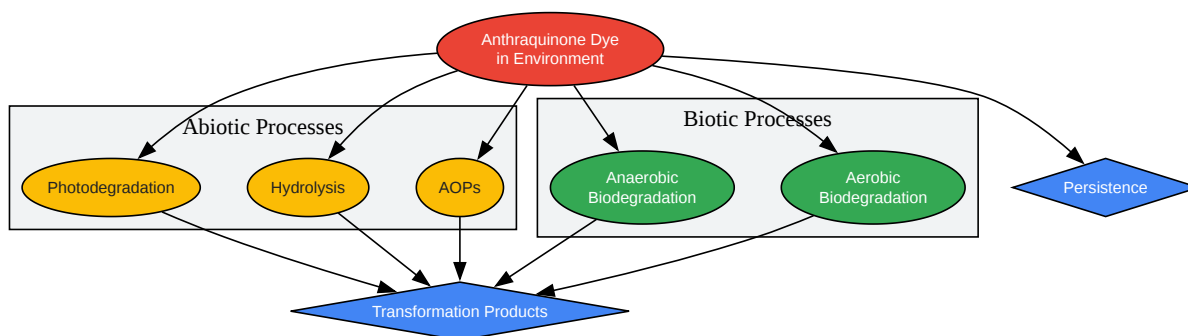 Anthraquinone Dye
in Environment
Abiotic Processes
Biotic Processes
Photodegradation
Hydrolysis
AOPs
Anaerobic
Biodegradation
Aerobic
Biodegradation
Persistence
Transformation Products